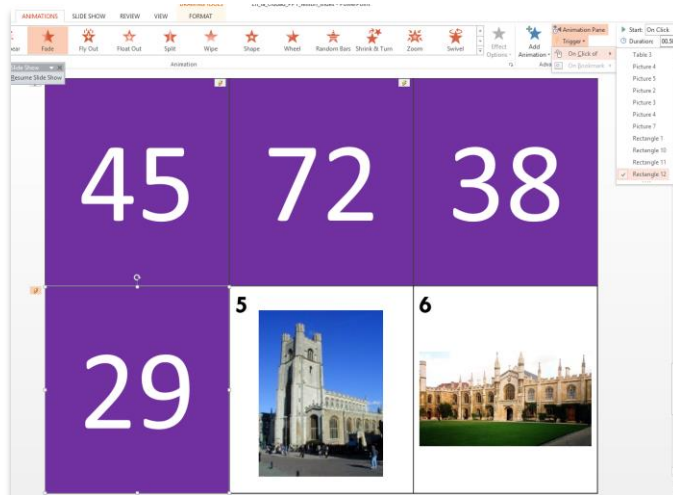 ANIMATIONS SLIDE SHOW REVIEW VIEW FORMAT
Fade Fly Out Float Out Split Wipe Shape Wheel Random Bars Shrink & Turn Zoom Swivel
Effect Options
Add Animation
Animation Pane
Trigger
On Click of
On Bookmark
Start: On Click
Duration: 00.50
Animation
Slide Show
Resume Slide Show
Table 3
Picture 4
Picture 5
Picture 2
Picture 3
Picture 4
Picture 7
Rectangle 1
Rectangle 10
Rectangle 11
Rectangle 12
45 72 38
29
5 6